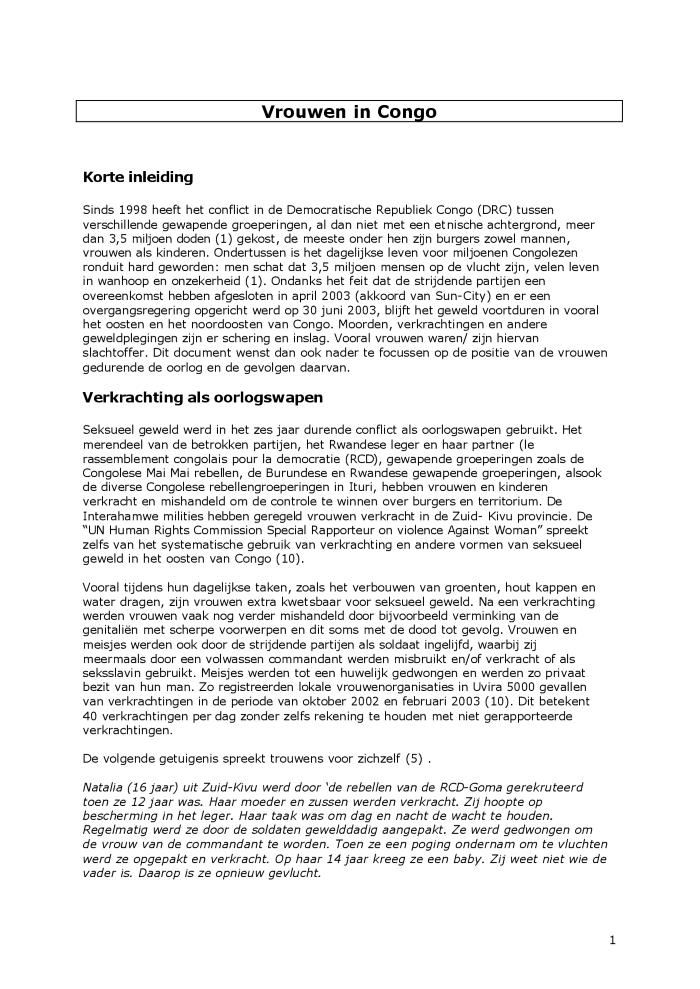 Vrouwen in Congo
Korte inleiding
Sinds 1998 heeft het conflict in de Democratische Republiek Congo (DRC) tussen
verschillende gewapende groeperingen, al dan niet met een etnische achtergrond, meer
dan 3,5 miljoen doden (1) gekost, de meeste onder hen zijn burgers zowel mannen,
vrouwen als kinderen. Ondertussen is het dagelijkse leven voor miljoenen Congolezen
ronduit hard geworden: men schat dat 3,5 miljoen mensen op de vlucht zijn, velen leven
in wanhoop en onzekerheid (1). Ondanks het feit dat de strijdende partijen een
overeenkomst hebben afgesloten in april 2003 (akkoord van Sun-City) en er een
overgangsregering opgericht werd op 30 juni 2003, blijft het geweld voortduren in vooral
het oosten en het noordoosten van Congo. Moorden, verkrachtingen en andere
geweldplegingen zijn er schering en inslag. Vooral vrouwen waren/ zijn hiervan
slachtoffer. Dit document wenst dan ook nader te focussen op de positie van de vrouwen
gedurende de oorlog en de gevolgen daarvan.
Verkrachting als oorlogswapen
Seksueel geweld werd in het zes jaar durende conflict als oorlogswapen gebruikt. Het
merendeel van de betrokken partijen, het Rwandese leger en haar partner (le
rassemblement congolais pour la democratie (RCD), gewapende groeperingen zoals de
Congolese Mai Mai rebellen, de Burundese en Rwandese gewapende groeperingen, alsook
de diverse Congolese rebellengroeperingen in Ituri, hebben vrouwen en kinderen
verkracht en mishandeld om de controle te winnen over burgers en territorium. De
Interahamwe milities hebben geregeld vrouwen verkracht in de Zuid- Kivu provincie. De
“UN Human Rights Commission Special Rapporteur on violence Against Woman” spreekt
zelfs van het systematische gebruik van verkrachting en andere vormen van seksueel
geweld in het oosten van Congo (10).
Vooral tijdens hun dagelijkse taken, zoals het verbouwen van groenten, hout kappen en
water dragen, zijn vrouwen extra kwetsbaar voor seksueel geweld. Na een verkrachting
werden vrouwen vaak nog verder mishandeld door bijvoorbeeld verminking van de
genitaliën met scherpe voorwerpen en dit soms met de dood tot gevolg. Vrouwen en
meisjes werden ook door de strijdende partijen als soldaat ingelijfd, waarbij zij
meermaals door een volwassen commandant werden misbruikt en/of verkracht of als
seksslavin gebruikt. Meisjes werden tot een huwelijk gedwongen en werden zo privaat
bezit van hun man. Zo registreerden lokale vrouwenorganisaties in Uvira 5000 gevallen
van verkrachtingen in de periode van oktober 2002 en februari 2003 (10). Dit betekent
40 verkrachtingen per dag zonder zelfs rekening te houden met niet gerapporteerde
verkrachtingen.
De volgende getuigenis spreekt trouwens voor zichzelf (5) .
Natalia (16 jaar) uit Zuid-Kivu werd door ‘de rebellen van de RCD-Goma gerekruteerd
toen ze 12 jaar was. Haar moeder en zussen werden verkracht. Zij hoopte op
bescherming in het leger. Haar taak was om dag en nacht de wacht te houden.
Regelmatig werd ze door de soldaten gewelddadig aangepakt. Ze werd gedwongen om
de vrouw van de commandant te worden. Toen ze een poging ondernam om te vluchten
werd ze opgepakt en verkracht. Op haar 14 jaar kreeg ze een baby. Zij weet niet wie de
vader is. Daarop is ze opnieuw gevlucht.
1